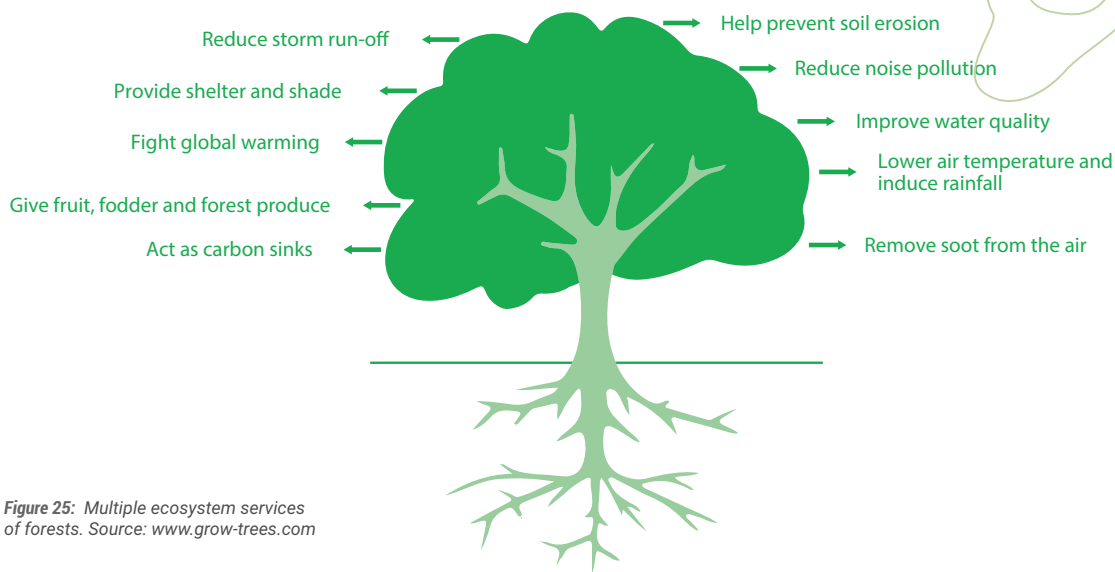 Reduce storm run-off
Provide shelter and shade
Fight global warming
Give fruit, fodder and forest produce
Act as carbon sinks
Help prevent soil erosion
Reduce noise pollution
Improve water quality
Lower air temperature and
induce rainfall
Remove soot from the air
Figure 25: Multiple ecosystem services
of forests. Source: www.grow-trees.com